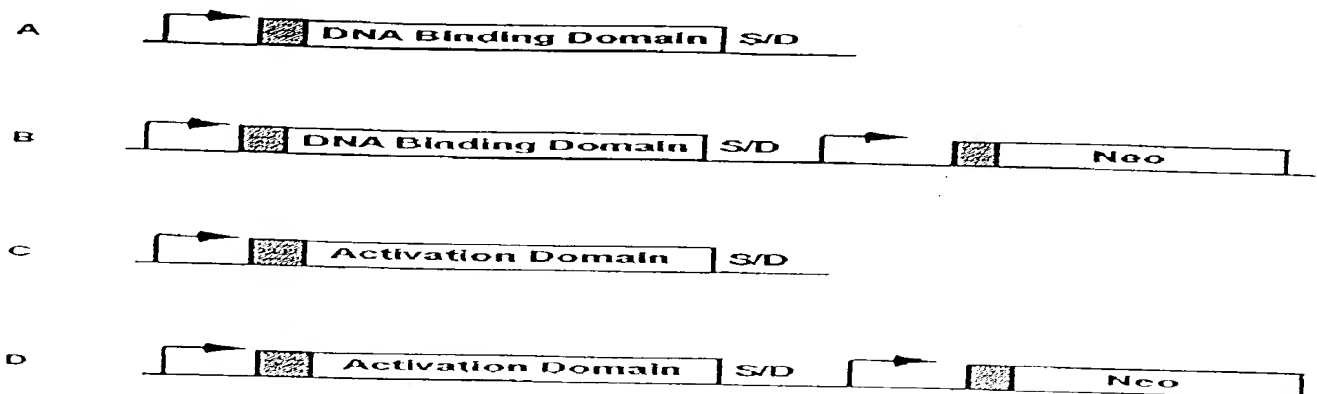 A DNA Binding Domain S/D
B DNA Binding Domain S/D Neo
C Activation Domain S/D
D Activation Domain S/D Neo